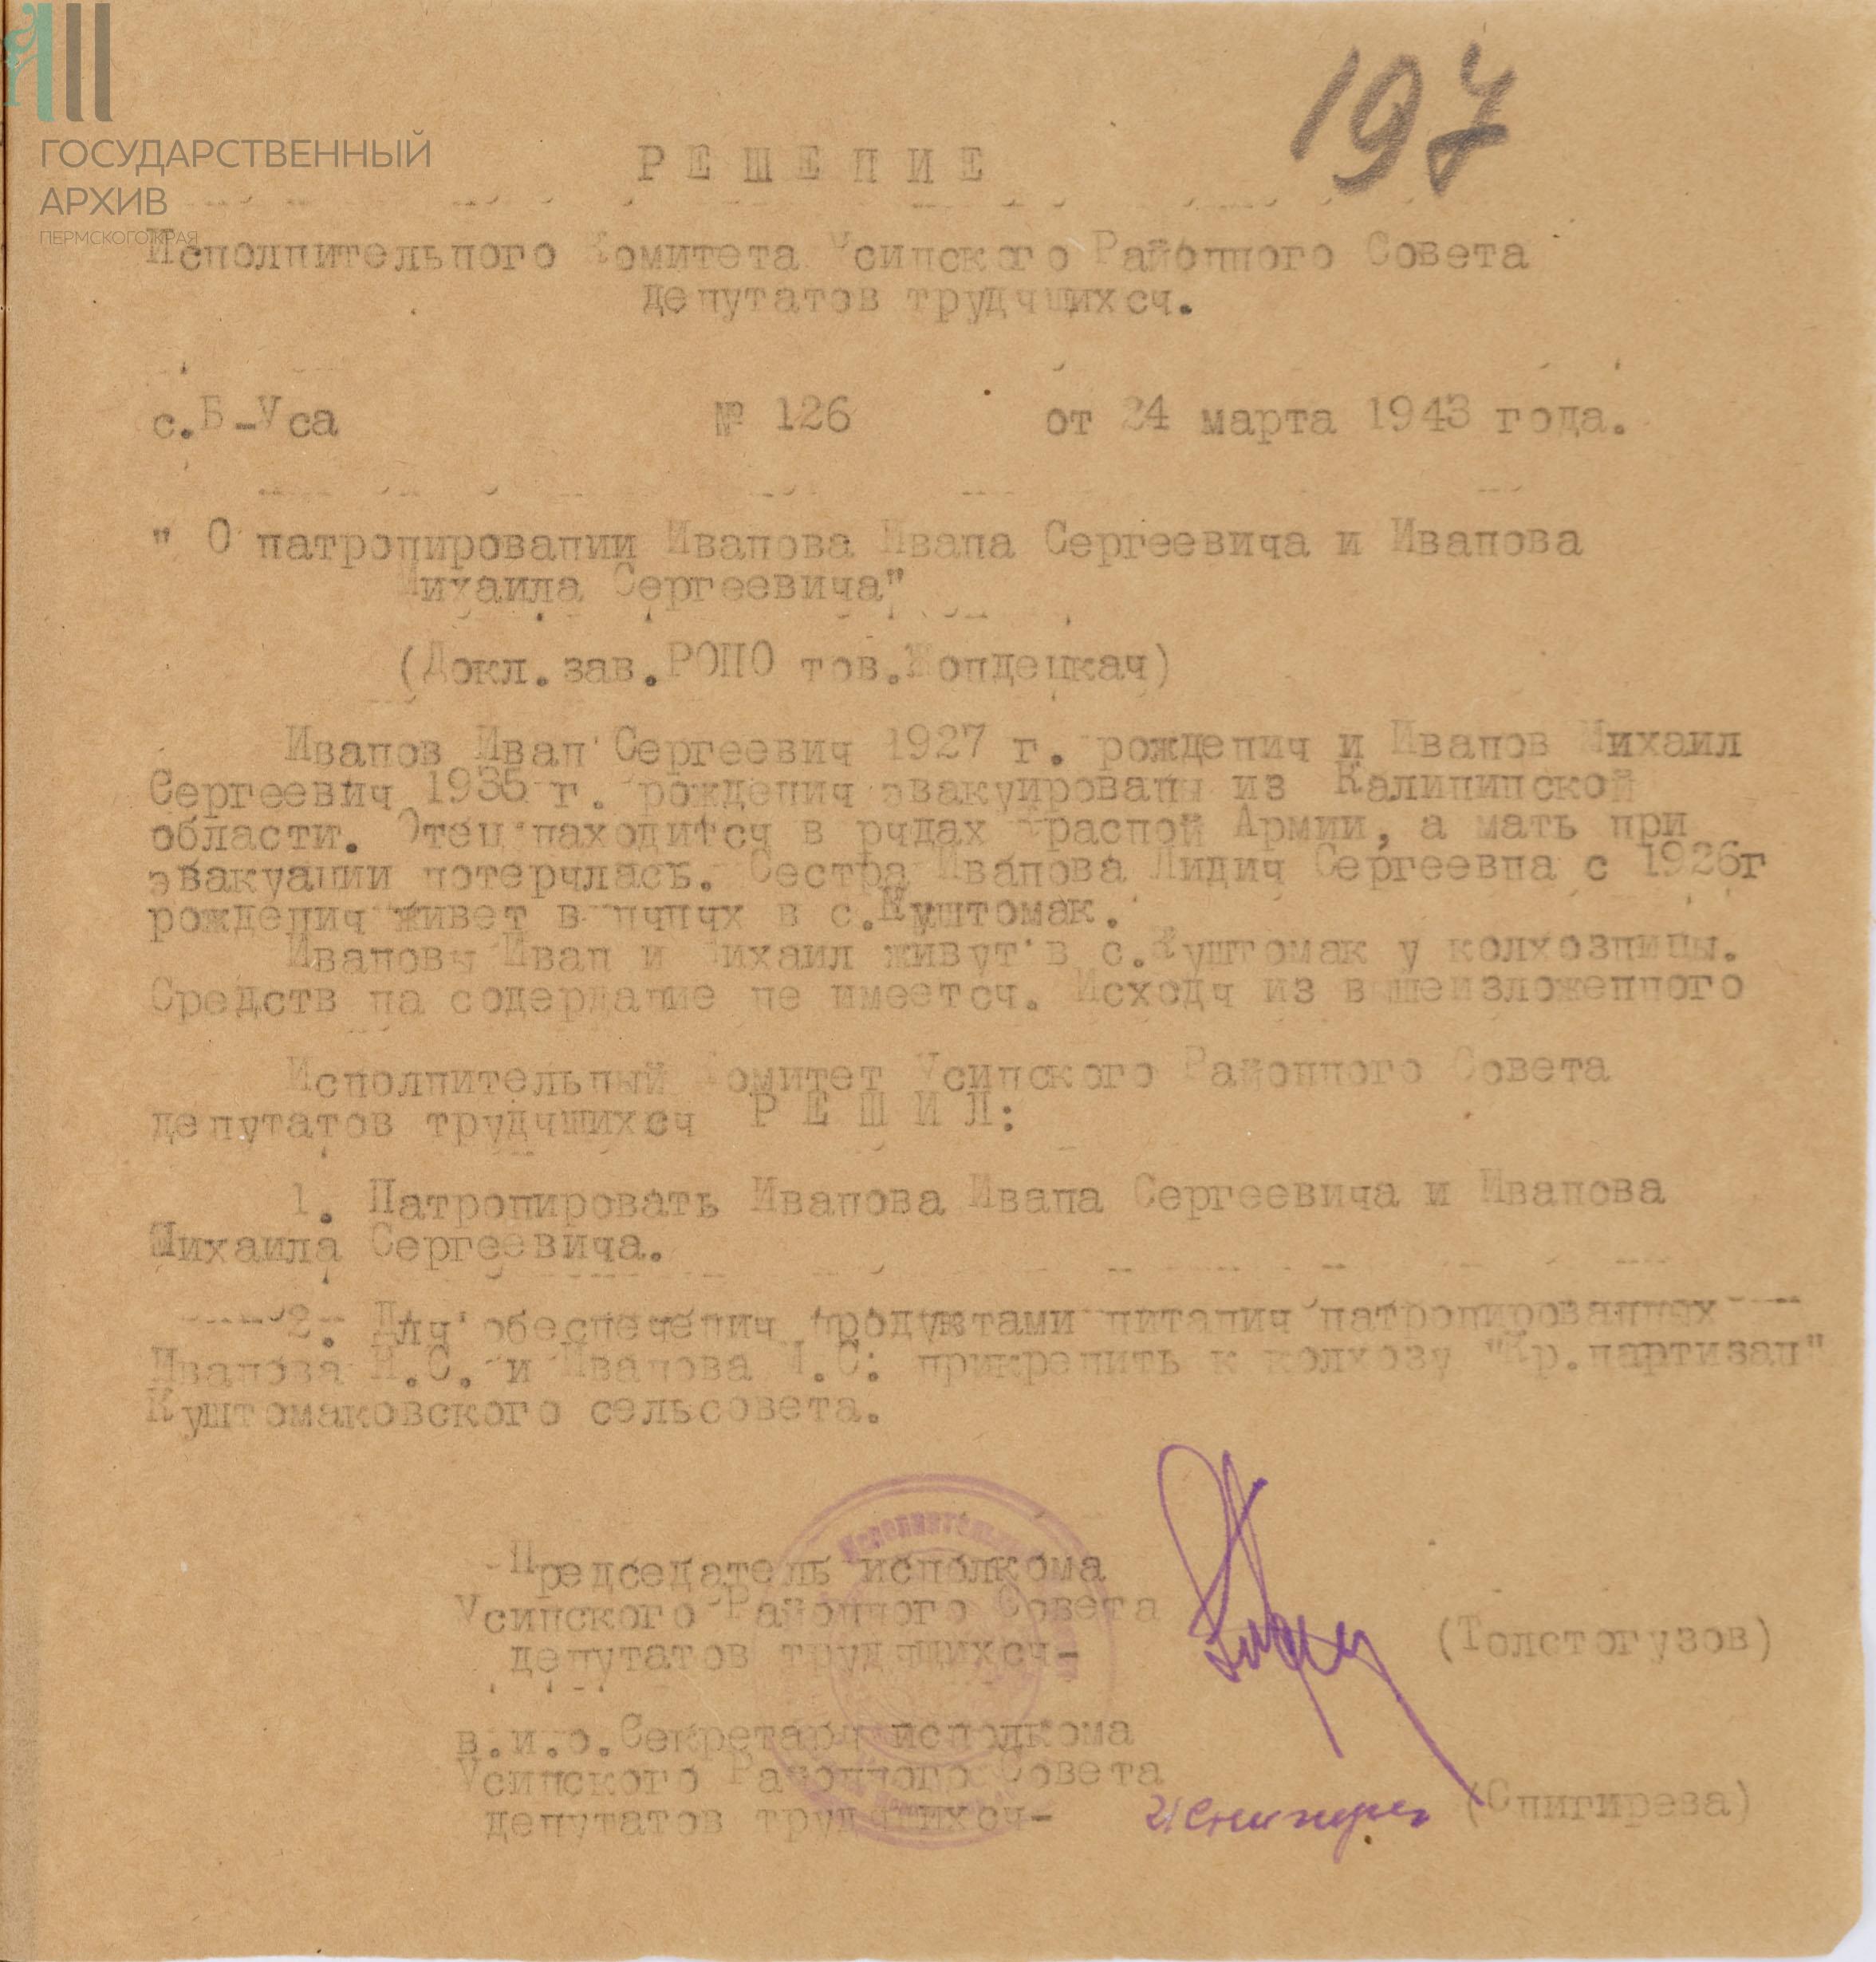 197
ГОСУДАРСТВЕННЫЙ
АРХИВ
ПЕРМСКОГО КРАЯ
РЕШЕНИЕ
Исполнительного Комитета Усинского Районного Совета
депутатов трудящихся.
с.Б-Уса № 126 от 24 марта 1943 года.
" О патронировании Иванова Ивана Сергеевича и Иванова
Михаила Сергеевича"
(Докл.зав.РОНО тов.)
Иванов Иван Сергеевич 1927 г. рождения и Иванов Михаил
Сергеевич 1935 г. рождения эвакуированы из Калининской
области. Отец находится в рядах Красной Армии, а мать при
эвакуации потерялась. Сестра Иванова Лидия Сергеевна с 1926г
рождения живет в нянях в с.Куштомак.
Ивановы Иван и Михаил живут в с.Куштомак у колхозницы.
Средств на содердание не имеется. Исходя из вышеизложенного
Исполнительный Комитет Усинского Районного Совета
депутатов трудящихся РЕШИЛ:
1. Патронировать Иванова Ивана Сергеевича и Иванова
Михаила Сергеевича.
2. Для обеспечения продуктами питания патронированных
Иванова И.С. и Иванова М.С. прикрепить к колхозу "Кр.партизан"
Куштомаковского сельсовета.
Председатель исполкома
Усинского Районного Совета
депутатов трудящихся- (Толстогузов)
в.и.о.Секретаря исполкома
Усинского Районного Совета
депутатов трудящихся- (Снигирева)